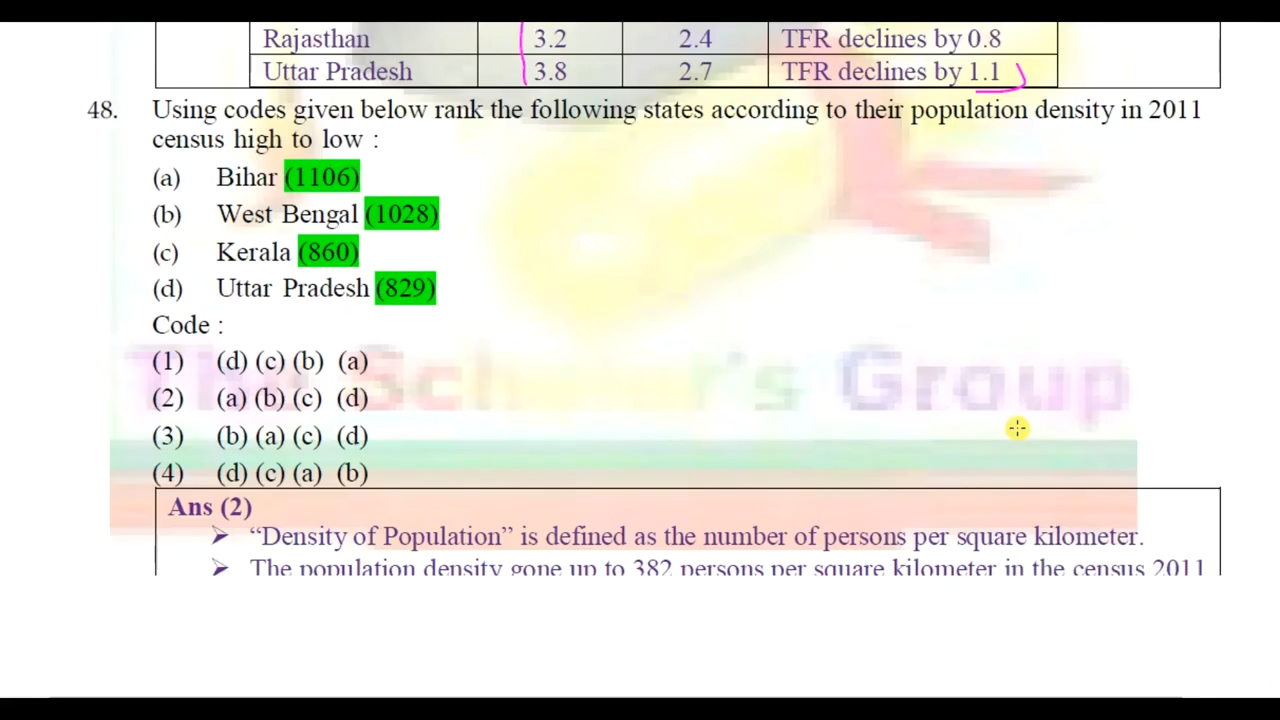 Rajasthan 3.2 2.4 TFR declines by 0.8
Uttar Pradesh 3.8 2.7 TFR declines by 1.1
48. Using codes given below rank the following states according to their population density in 2011
census high to low :
(a) Bihar (1106)
(b) West Bengal (1028)
(c) Kerala (860)
(d) Uttar Pradesh (829)
Code :
(1) (d) (c) (b) (a)
(2) (a) (b) (c) (d)
(3) (b) (a) (c) (d)
(4) (d) (c) (a) (b)
The Scholar's Group
Ans (2)
➢ “Density of Population” is defined as the number of persons per square kilometer.
➢ The population density gone up to 382 persons per square kilometer in the census 2011